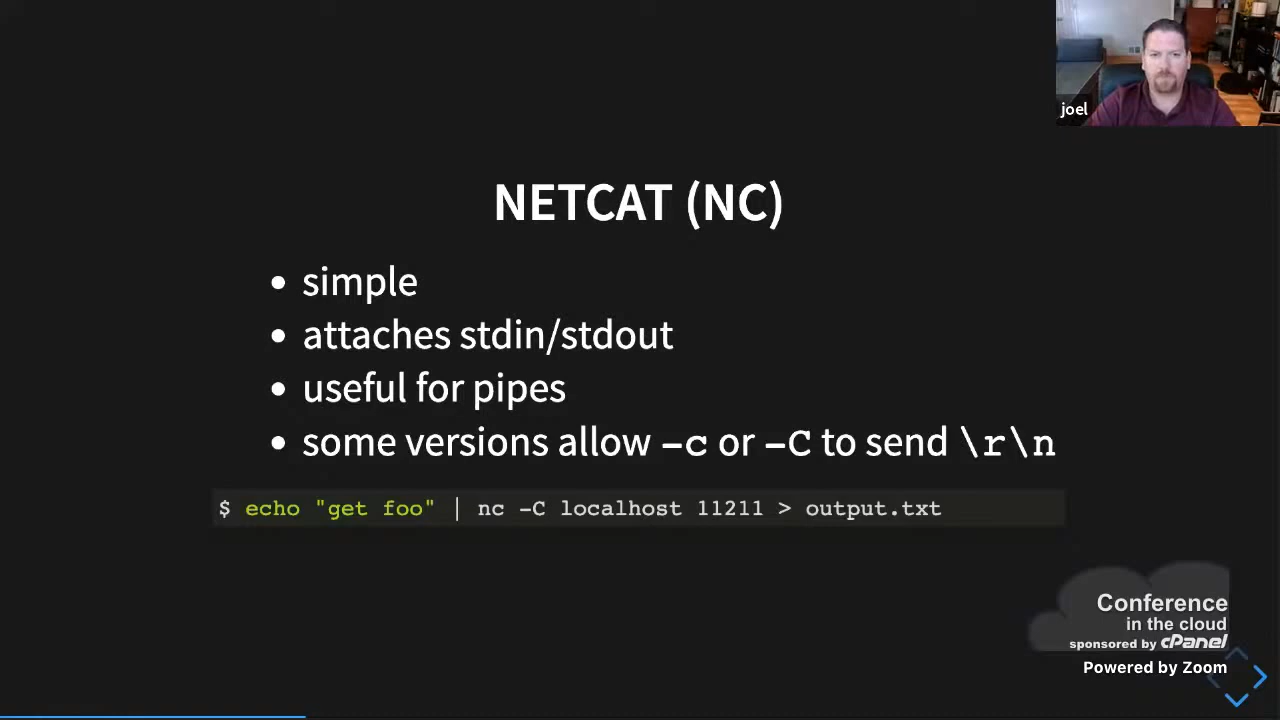 joel
NETCAT (NC)
• simple
• attaches stdin/stdout
• useful for pipes
• some versions allow -c or -C to send \r\n
$ echo "get foo" | nc -C localhost 11211 > output.txt
Conference
in the cloud
sponsored by cPanel
Powered by Zoom